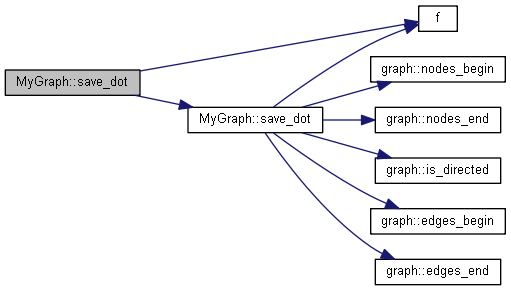 f
graph::nodes_begin
MyGraph::save_dot
MyGraph::save_dot
graph::nodes_end
graph::is_directed
graph::edges_begin
graph::edges_end